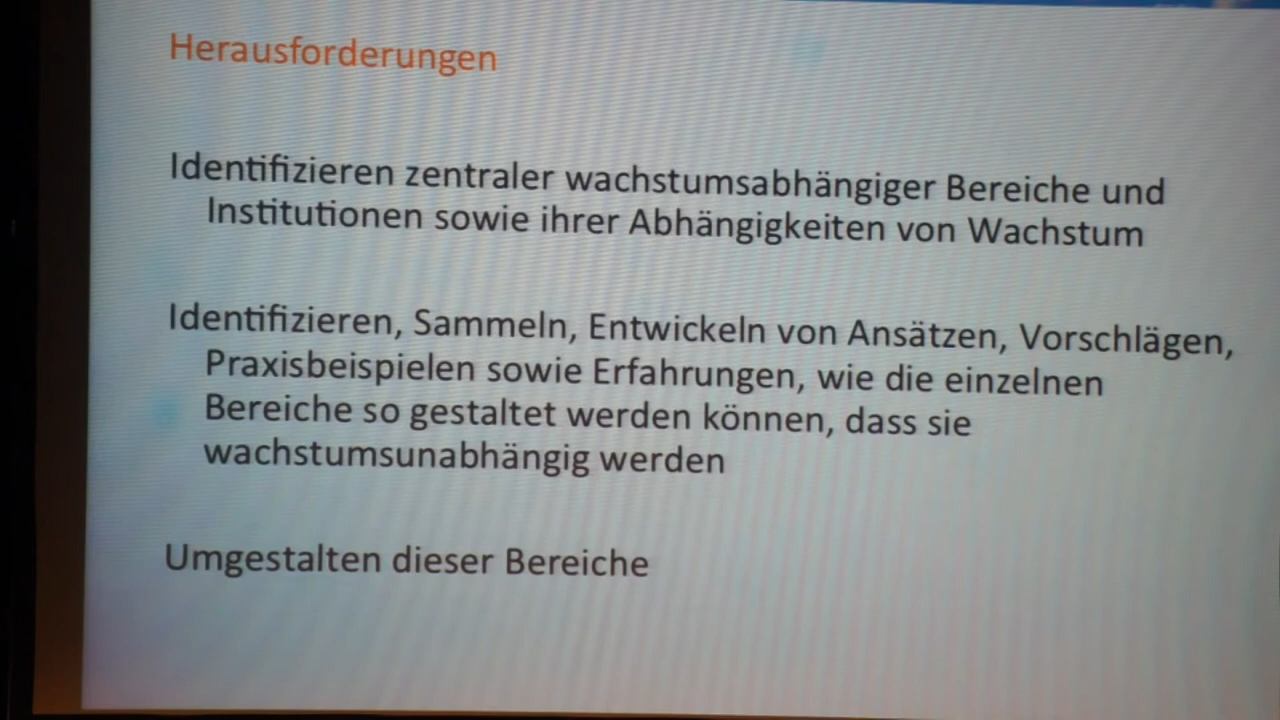 Herausforderungen
Identifizieren zentraler wachstumsabhängiger Bereiche und
Institutionen sowie ihrer Abhängigkeiten von Wachstum
Identifizieren, Sammeln, Entwickeln von Ansätzen, Vorschlägen,
Praxisbeispielen sowie Erfahrungen, wie die einzelnen
Bereiche so gestaltet werden können, dass sie
wachstumsunabhängig werden
Umgestalten dieser Bereiche